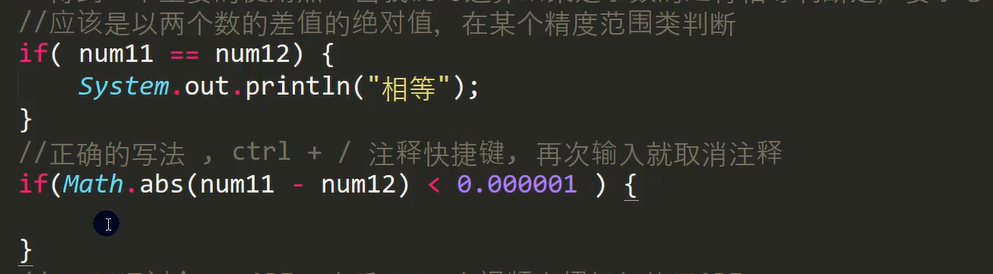 //应该是以两个数的差值的绝对值，在某个精度范围类判断
if( num11 == num12) {
System.out.println("相等");
}
//正确的写法 , ctrl + / 注释快捷键, 再次输入就取消注释
if(Math.abs(num11 - num12) < 0.000001 ) {
}